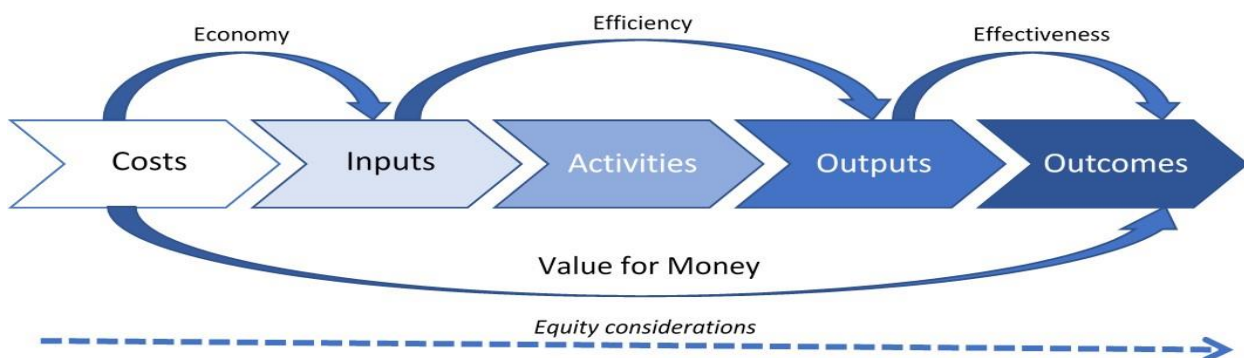 Economy
Efficiency
Effectiveness
Costs
Inputs
Activities
Outputs
Outcomes
Value for Money
Equity considerations